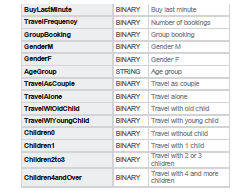 BuyLastMinute BINARY Buy last minute
TravelFrequency BINARY Number of bookings
GroupBooking BINARY Group booking
GenderM BINARY Gender M
GenderF BINARY Gender F
AgeGroup STRING Age group
TravelAsCouple BINARY Travel as couple
TravelAlone BINARY Travel alone
TravelWIOldChild BINARY Travel with old child
TravelWIYoungChild BINARY Travel with young child
Children0 BINARY Travel without child
Children1 BINARY Travel with 1 child
Children2to3 BINARY Travel with 2 or 3
children
Children4andOver BINARY Travel with 4 and more
children